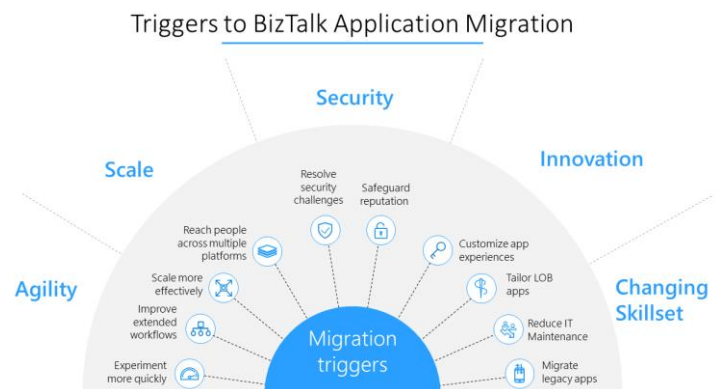 Triggers to BizTalk Application Migration
Security
Scale
Innovation
Agility
Changing
Skillset
Resolve
security
challenges
Safeguard
reputation
Reach people
across multiple
platforms
Customize app
experiences
Scale more
effectively
Tailor LOB
apps
Improve
extended
workflows
Reduce IT
Maintenance
Experiment
more quickly
Migrate
legacy apps
Migration
triggers